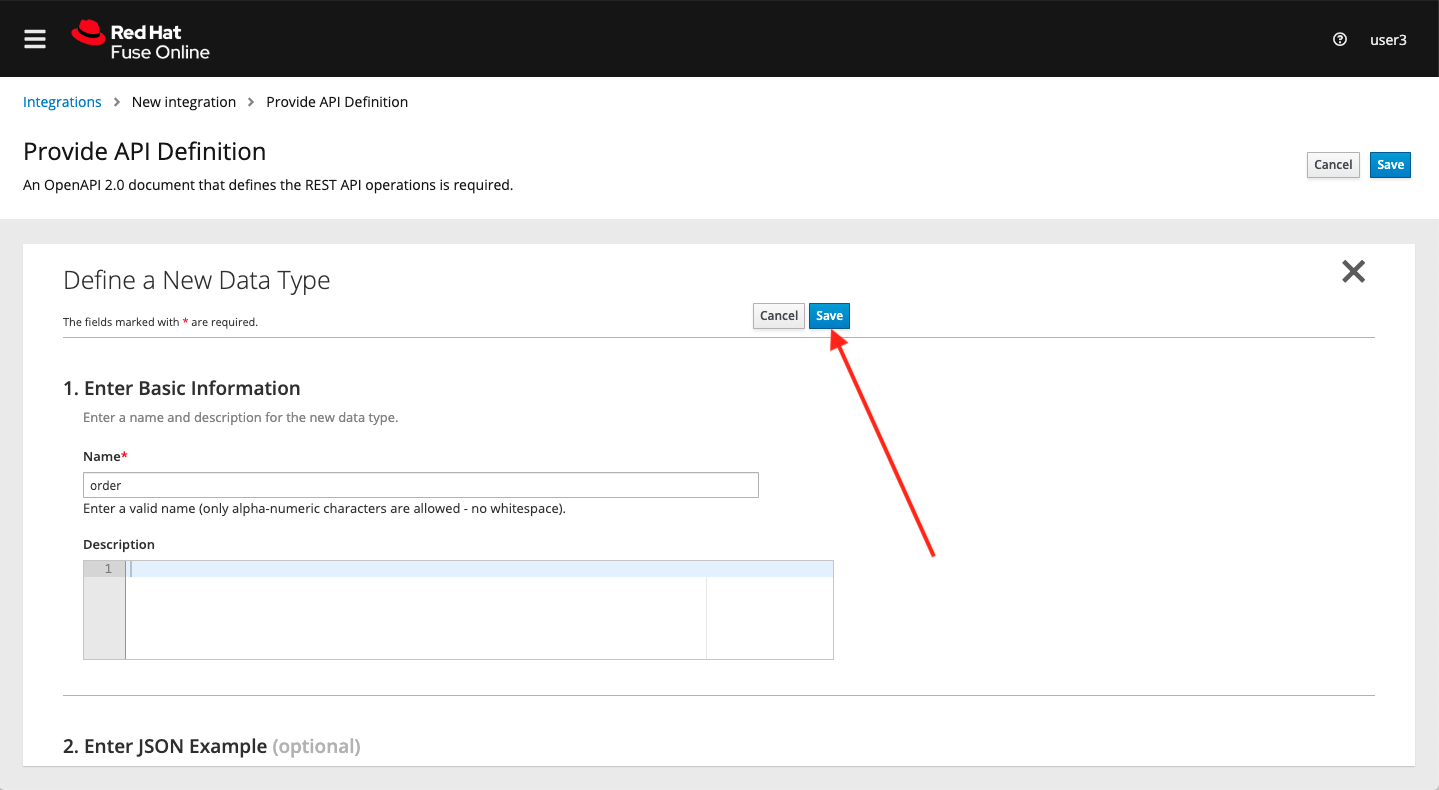 Red Hat
Fuse Online
user3
Integrations > New integration > Provide API Definition
Provide API Definition
An OpenAPI 2.0 document that defines the REST API operations is required.
Cancel Save
Define a New Data Type
The fields marked with * are required.
Cancel Save
1. Enter Basic Information
Enter a name and description for the new data type.
Name*
order
Enter a valid name (only alpha-numeric characters are allowed - no whitespace).
Description
1
2. Enter JSON Example (optional)